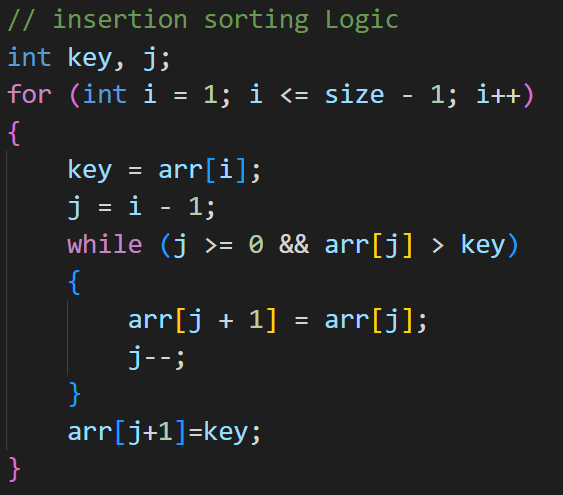 // insertion sorting Logic
int key, j;
for (int i = 1; i <= size - 1; i++)
{
    key = arr[i];
    j = i - 1;
    while (j >= 0 && arr[j] > key)
    {
        arr[j + 1] = arr[j];
        j--;
    }
    arr[j+1]=key;
}